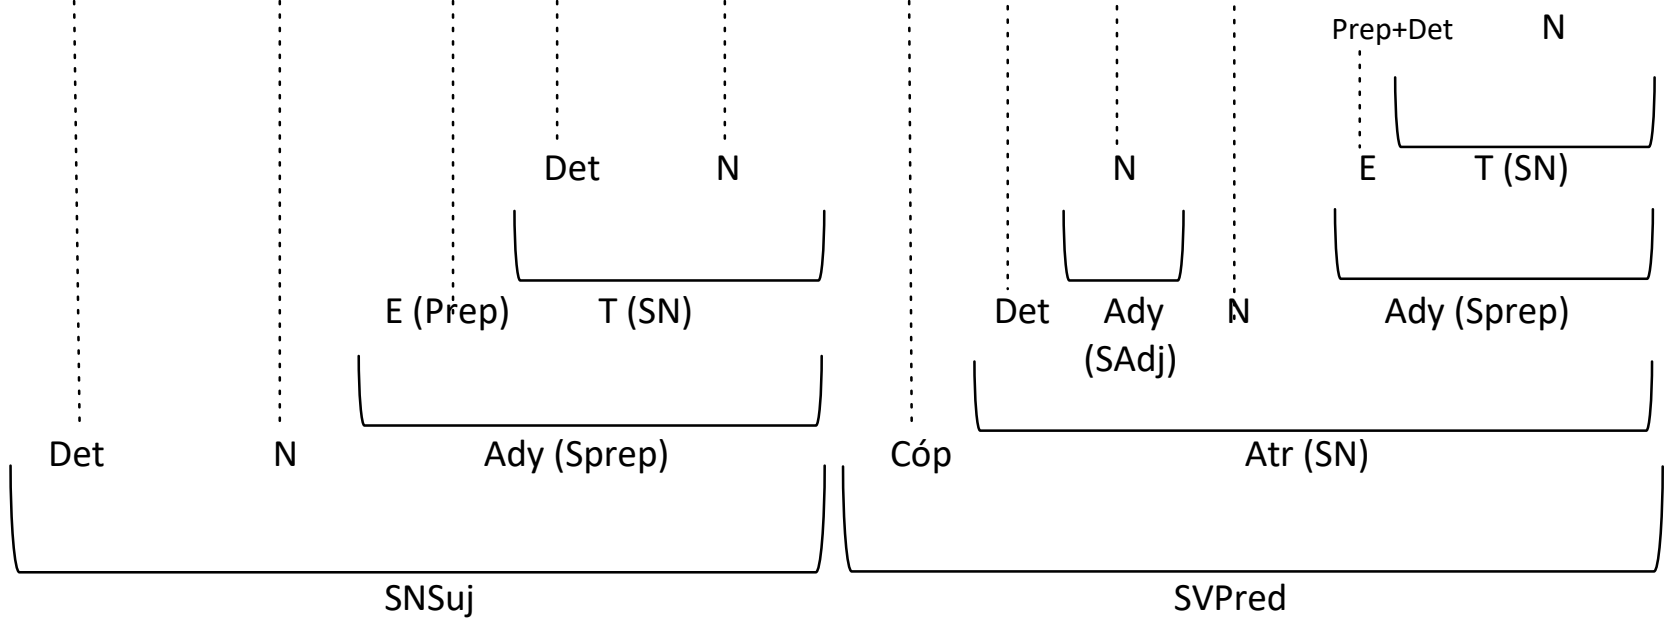 Prep+Det N
Det N N E T (SN)
E (Prep) T (SN) Det Ady N Ady (Sprep)
(SAdj)
Det N Ady (Sprep) Cóp Atr (SN)
SNSuj SVPred